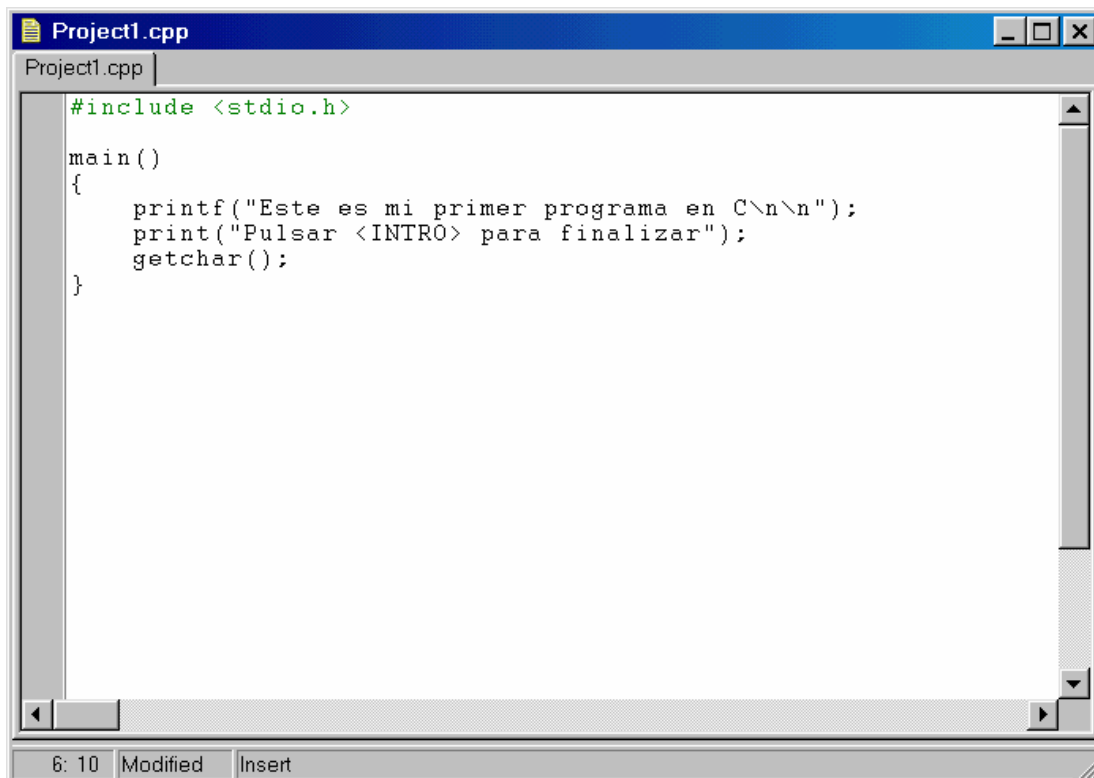 Project1.cpp
Project1.cpp
#include <stdio.h>
main()
{
printf("Este es mi primer programa en C\n\n");
print("Pulsar <INTRO> para finalizar");
getchar();
}
6: 10 Modified Insert